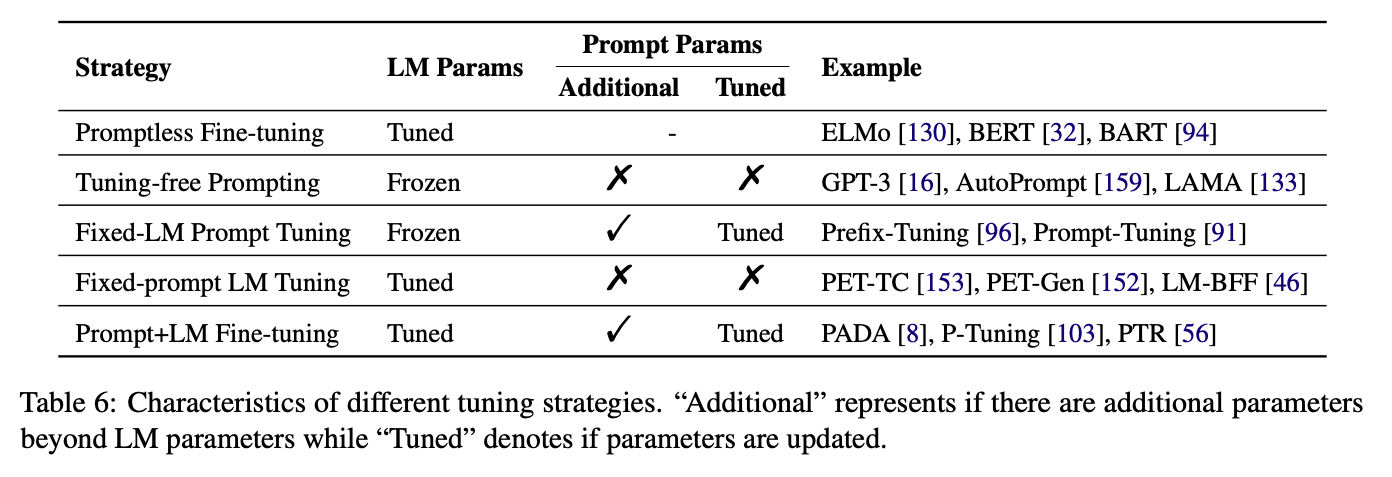 Prompt Params
Strategy LM Params Example
Additional Tuned
Promptless Fine-tuning Tuned - ELMo [130], BERT [32], BART [94]
Tuning-free Prompting Frozen ✗ ✗ GPT-3 [16], AutoPrompt [159], LAMA [133]
Fixed-LM Prompt Tuning Frozen ✓ Tuned Prefix-Tuning [96], Prompt-Tuning [91]
Fixed-prompt LM Tuning Tuned ✗ ✗ PET-TC [153], PET-Gen [152], LM-BFF [46]
Prompt+LM Fine-tuning Tuned ✓ Tuned PADA [8], P-Tuning [103], PTR [56]
Table 6: Characteristics of different tuning strategies. “Additional” represents if there are additional parameters
beyond LM parameters while “Tuned” denotes if parameters are updated.